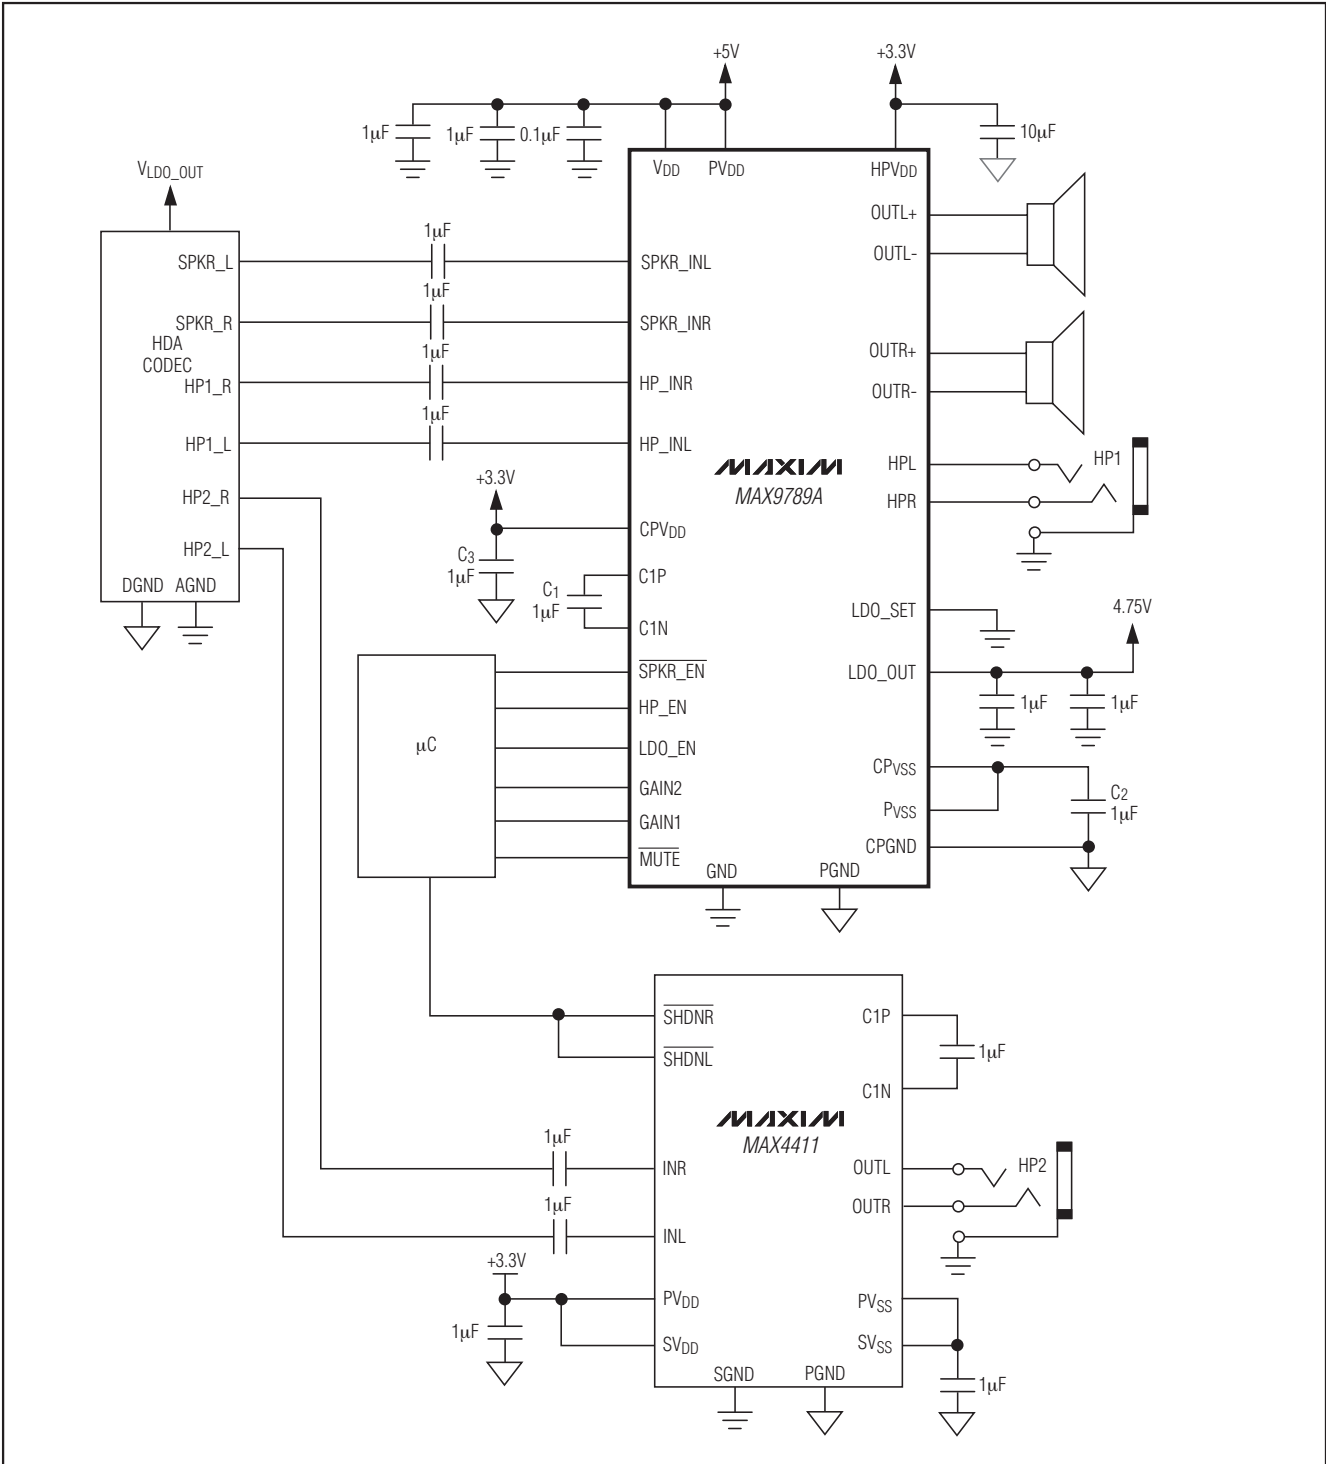 +5V
+3.3V
1µF
1µF
0.1µF
10µF
VDD
PVDD
HPVDD
VLDO_OUT
HDA
CODEC
SPKR_L
SPKR_R
HP1_R
HP1_L
HP2_R
HP2_L
DGND
AGND
1µF
1µF
1µF
1µF
SPKR_INL
SPKR_INR
HP_INR
HP_INL
+3.3V
CPVDD
C3
1µF
C1
1µF
C1P
C1N
SPKR_EN
HP_EN
LDO_EN
GAIN2
GAIN1
MUTE
µC
MAXIM
MAX9789A
GND
PGND
OUTL+
OUTL-
OUTR+
OUTR-
HPL
HPR
HP1
LDO_SET
4.75V
LDO_OUT
1µF
1µF
CPVSS
PVSS
CPGND
C2
1µF
SHDNR
SHDNL
MAXIM
MAX4411
C1P
C1N
1µF
1µF
INR
1µF
INL
OUTL
OUTR
HP2
+3.3V
1µF
PVDD
SVDD
SGND
PGND
PVSS
SVSS
1µF